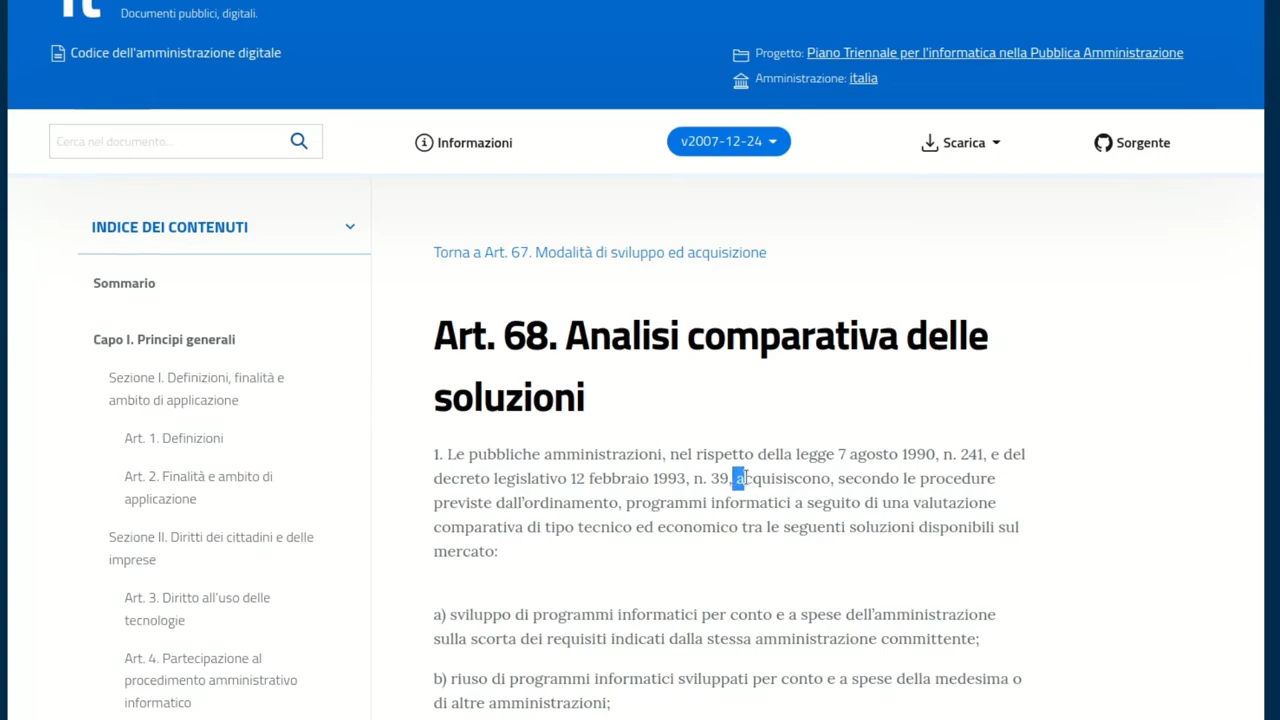 it
Documenti pubblici, digitali.
Codice dell'amministrazione digitale
Progetto: Piano Triennale per l'informatica nella Pubblica Amministrazione
Amministrazione: italia
Cerca nel documento...
Informazioni
v2007-12-24
Scarica
Sorgente
INDICE DEI CONTENUTI
Sommario
Capo I. Principi generali
Sezione I. Definizioni, finalità e
ambito di applicazione
Art. 1. Definizioni
Art. 2. Finalità e ambito di
applicazione
Sezione II. Diritti dei cittadini e delle
imprese
Art. 3. Diritto all'uso delle
tecnologie
Art. 4. Partecipazione al
procedimento amministrativo
informatico
Torna a Art. 67. Modalità di sviluppo ed acquisizione
Art. 68. Analisi comparativa delle
soluzioni
1. Le pubbliche amministrazioni, nel rispetto della legge 7 agosto 1990, n. 241, e del
decreto legislativo 12 febbraio 1993, n. 39, acquisiscono, secondo le procedure
previste dall'ordinamento, programmi informatici a seguito di una valutazione
comparativa di tipo tecnico ed economico tra le seguenti soluzioni disponibili sul
mercato:
a) sviluppo di programmi informatici per conto e a spese dell'amministrazione
sulla scorta dei requisiti indicati dalla stessa amministrazione committente;
b) riuso di programmi informatici sviluppati per conto e a spese della medesima o
di altre amministrazioni;